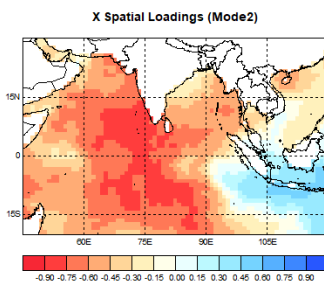 X Spatial Loadings (Mode2)
15N
0
15S
60E 75E 90E 105E
-0.90 -0.75 -0.60 -0.45 -0.30 -0.15 0.00 0.15 0.30 0.45 0.60 0.75 0.90